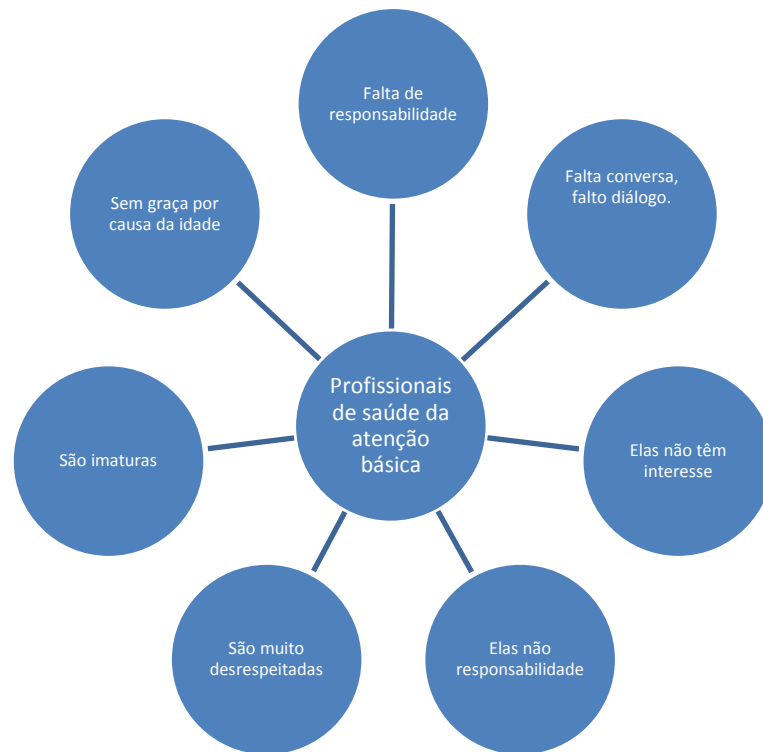 Falta de
responsabilidade
Falta conversa,
falto diálogo.
Sem graça por
causa da idade
Profissionais
de saúde da
atenção
básica
São imaturas
Elas não têm
interesse
São muito
desrespeitadas
Elas não
responsabilidade